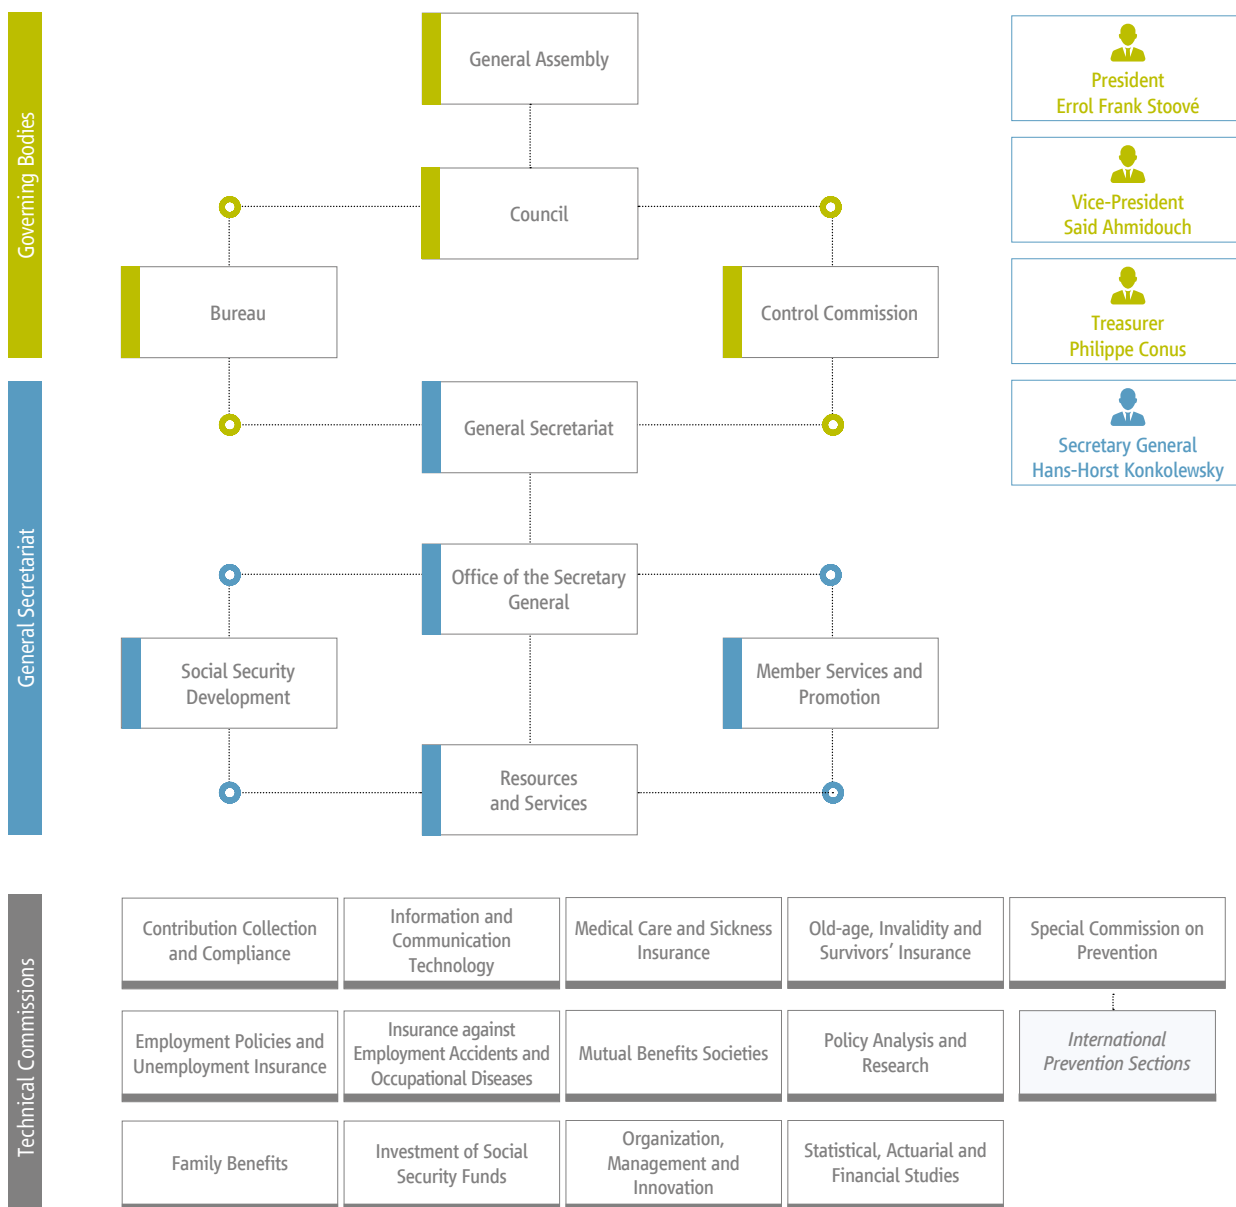 Governing Bodies
General Assembly
Council
Bureau
Control Commission
President
Errol Frank Stoové
Vice-President
Said Ahmidouch
Treasurer
Philippe Conus
Secretary General
Hans-Horst Konkolewsky
General Secretariat
General Secretariat
Office of the Secretary
General
Social Security
Development
Member Services and
Promotion
Resources
and Services
Technical Commissions
Contribution Collection
and Compliance
Information and
Communication
Technology
Medical Care and Sickness
Insurance
Old-age, Invalidity and
Survivors’ Insurance
Special Commission on
Prevention
Employment Policies and
Unemployment Insurance
Insurance against
Employment Accidents and
Occupational Diseases
Mutual Benefits Societies
Policy Analysis and
Research
International
Prevention Sections
Family Benefits
Investment of Social
Security Funds
Organization,
Management and
Innovation
Statistical, Actuarial and
Financial Studies